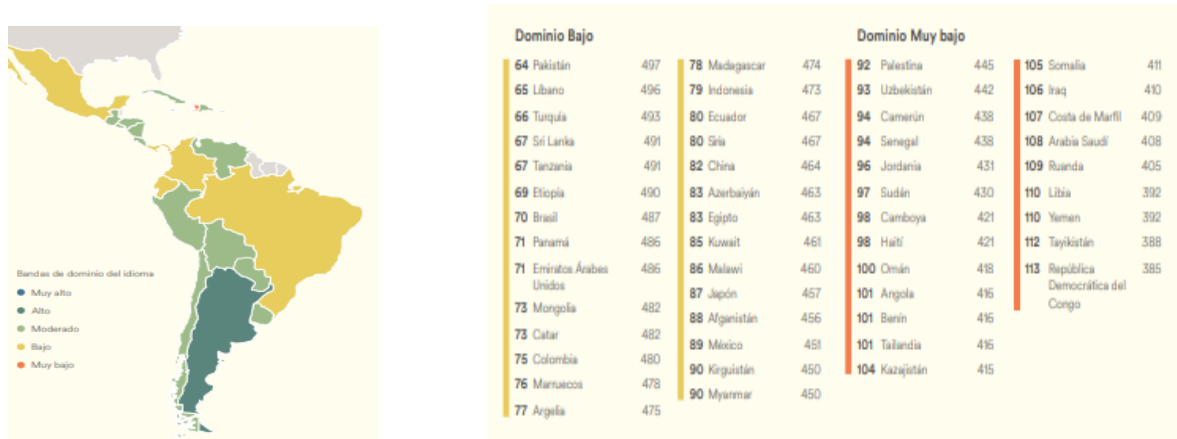 Bandas de dominio del idioma
Muy alto
Alto
Moderado
Bajo
Muy bajo
Dominio Bajo
64 Pakistán 497
65 Líbano 496
66 Turquía 493
67 Sri Lanka 491
67 Tanzania 491
69 Etiopía 490
70 Brasil 487
71 Panamá 486
71 Emiratos Árabes
Unidos 486
73 Mongolia 482
73 Catar 482
75 Colombia 480
76 Marruecos 478
77 Argelia 475
78 Madagascar 474
79 Indonesia 473
80 Ecuador 467
80 Siria 467
82 China 464
83 Azerbaiyán 463
83 Egipto 463
85 Kuwait 461
86 Malawi 460
87 Japón 457
88 Afganistán 456
89 México 451
90 Kirguistán 450
90 Myanmar 450
Dominio Muy bajo
92 Palestina 445
93 Uzbekistán 442
94 Camerún 438
94 Senegal 438
96 Jordania 431
97 Sudán 430
98 Camboya 421
98 Haití 421
100 Omán 418
101 Angola 416
101 Benín 416
101 Tailandia 416
104 Kazajistán 415
105 Somalia 411
106 Iraq 410
107 Costa de Marfil 409
108 Arabia Saudí 408
109 Ruanda 405
110 Libia 392
110 Yemen 392
112 Tayikistán 388
113 República 385
Democrática del
Congo